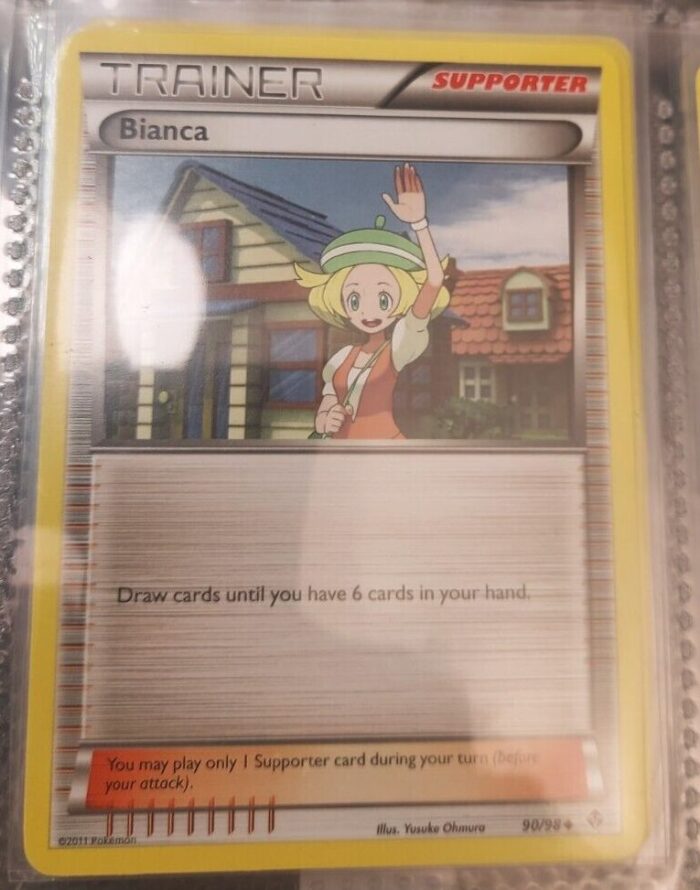 TRAINER
SUPPORTER
Bianca
Draw cards until you have 6 cards in your hand.
You may play only 1 Supporter card during your turn (before
your attack).
Illus. Yusuke Ohmura
90/98
©2011 Pokémon